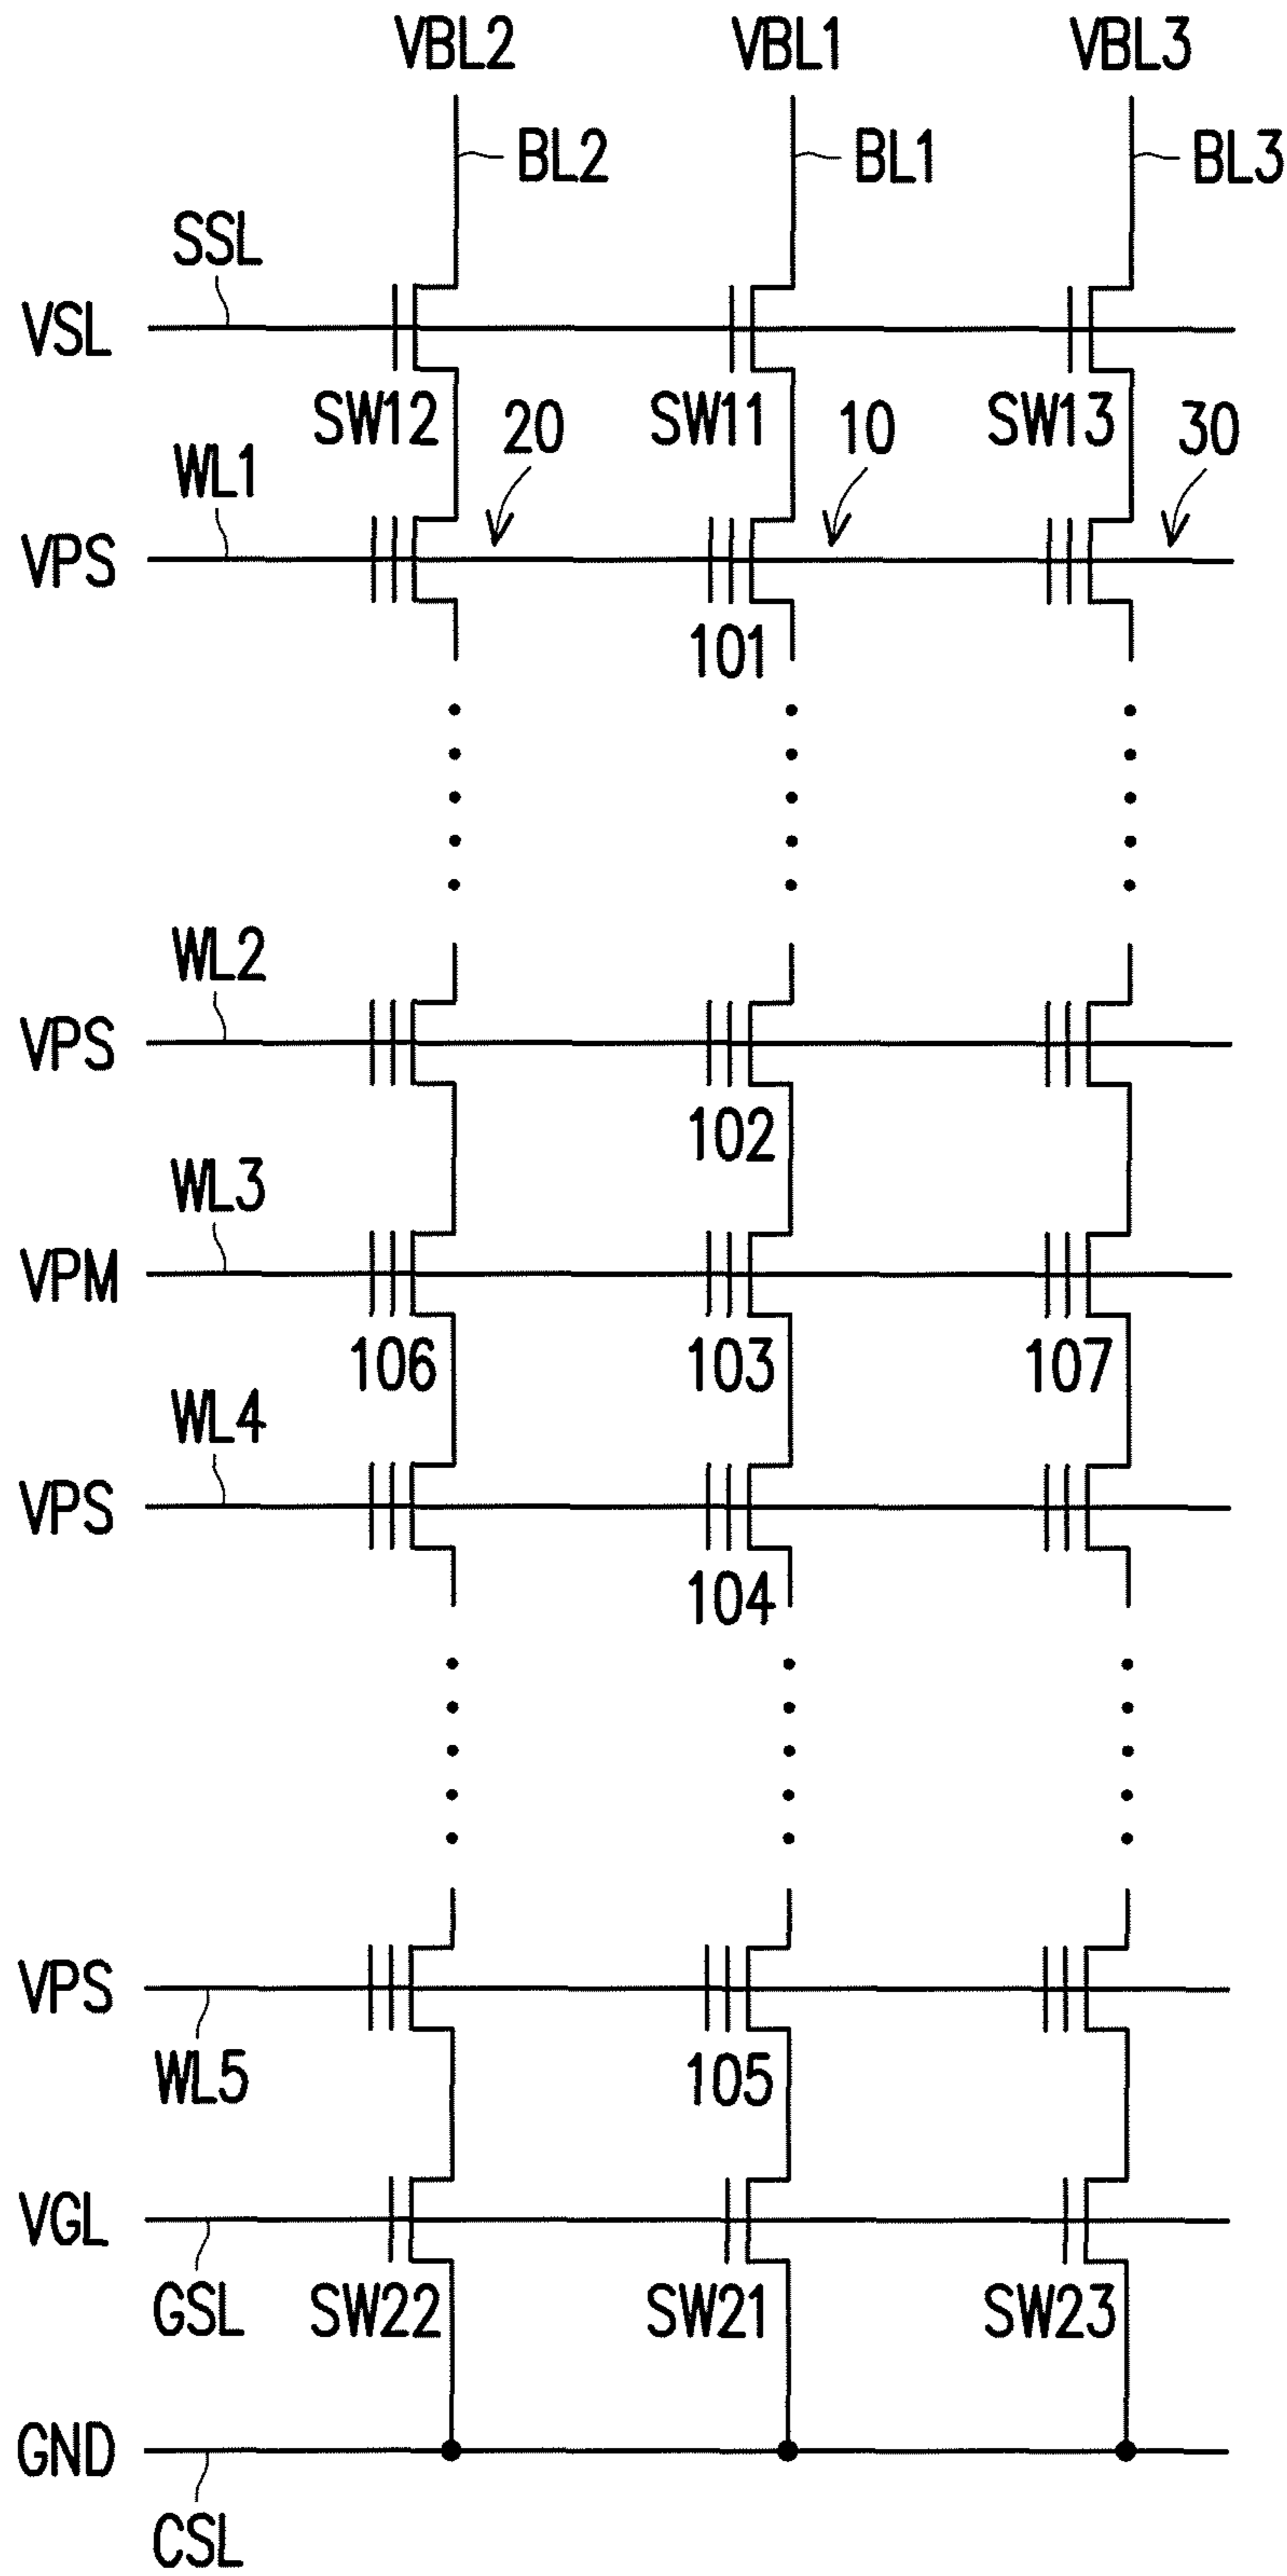 VBL2 VBL1 VBL3
BL2 BL1 BL3
SSL
VSL
SW12 20 SW11 10 SW13 30
WL1
VPS
101
WL2
VPS
102
WL3
VPM
106 103 107
WL4
VPS
104
VPS
WL5 105
VGL
GSL SW22 SW21 SW23
GND
CSL